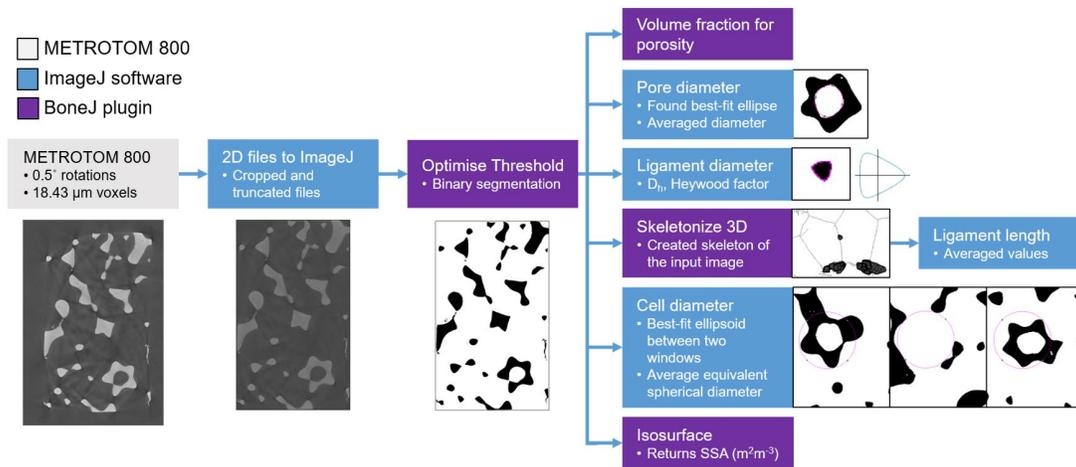 METROTOM 800
ImageJ software
BoneJ plugin
METROTOM 800
• 0.5° rotations
• 18.43 µm voxels
2D files to ImageJ
• Cropped and
truncated files
Optimise Threshold
• Binary segmentation
Volume fraction for
porosity
Pore diameter
• Found best-fit ellipse
• Averaged diameter
Ligament diameter
• Dₕ, Heywood factor
Skeletonize 3D
• Created skeleton of
the input image
Ligament length
• Averaged values
Cell diameter
• Best-fit ellipsoid
between two
windows
• Average equivalent
spherical diameter
Isosurface
• Returns SSA (m²m⁻³)